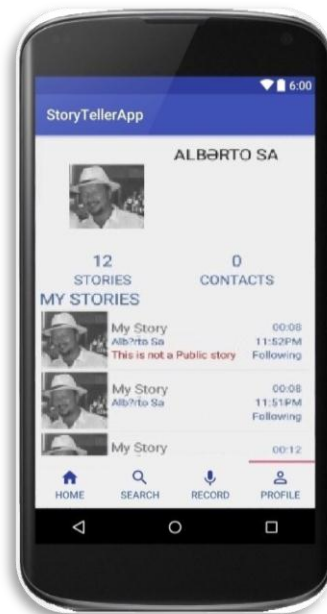 6:00
StoryTellerApp
ALBƏRTO SA
12 0
STORIES CONTACTS
MY STORIES
My Story 00:08
Alb?rto Sa 11:52PM
This is not a Public story Following
My Story 00:08
Alb?rto Sa 11:51PM
Following
My Story 00:12
HOME SEARCH RECORD PROFILE